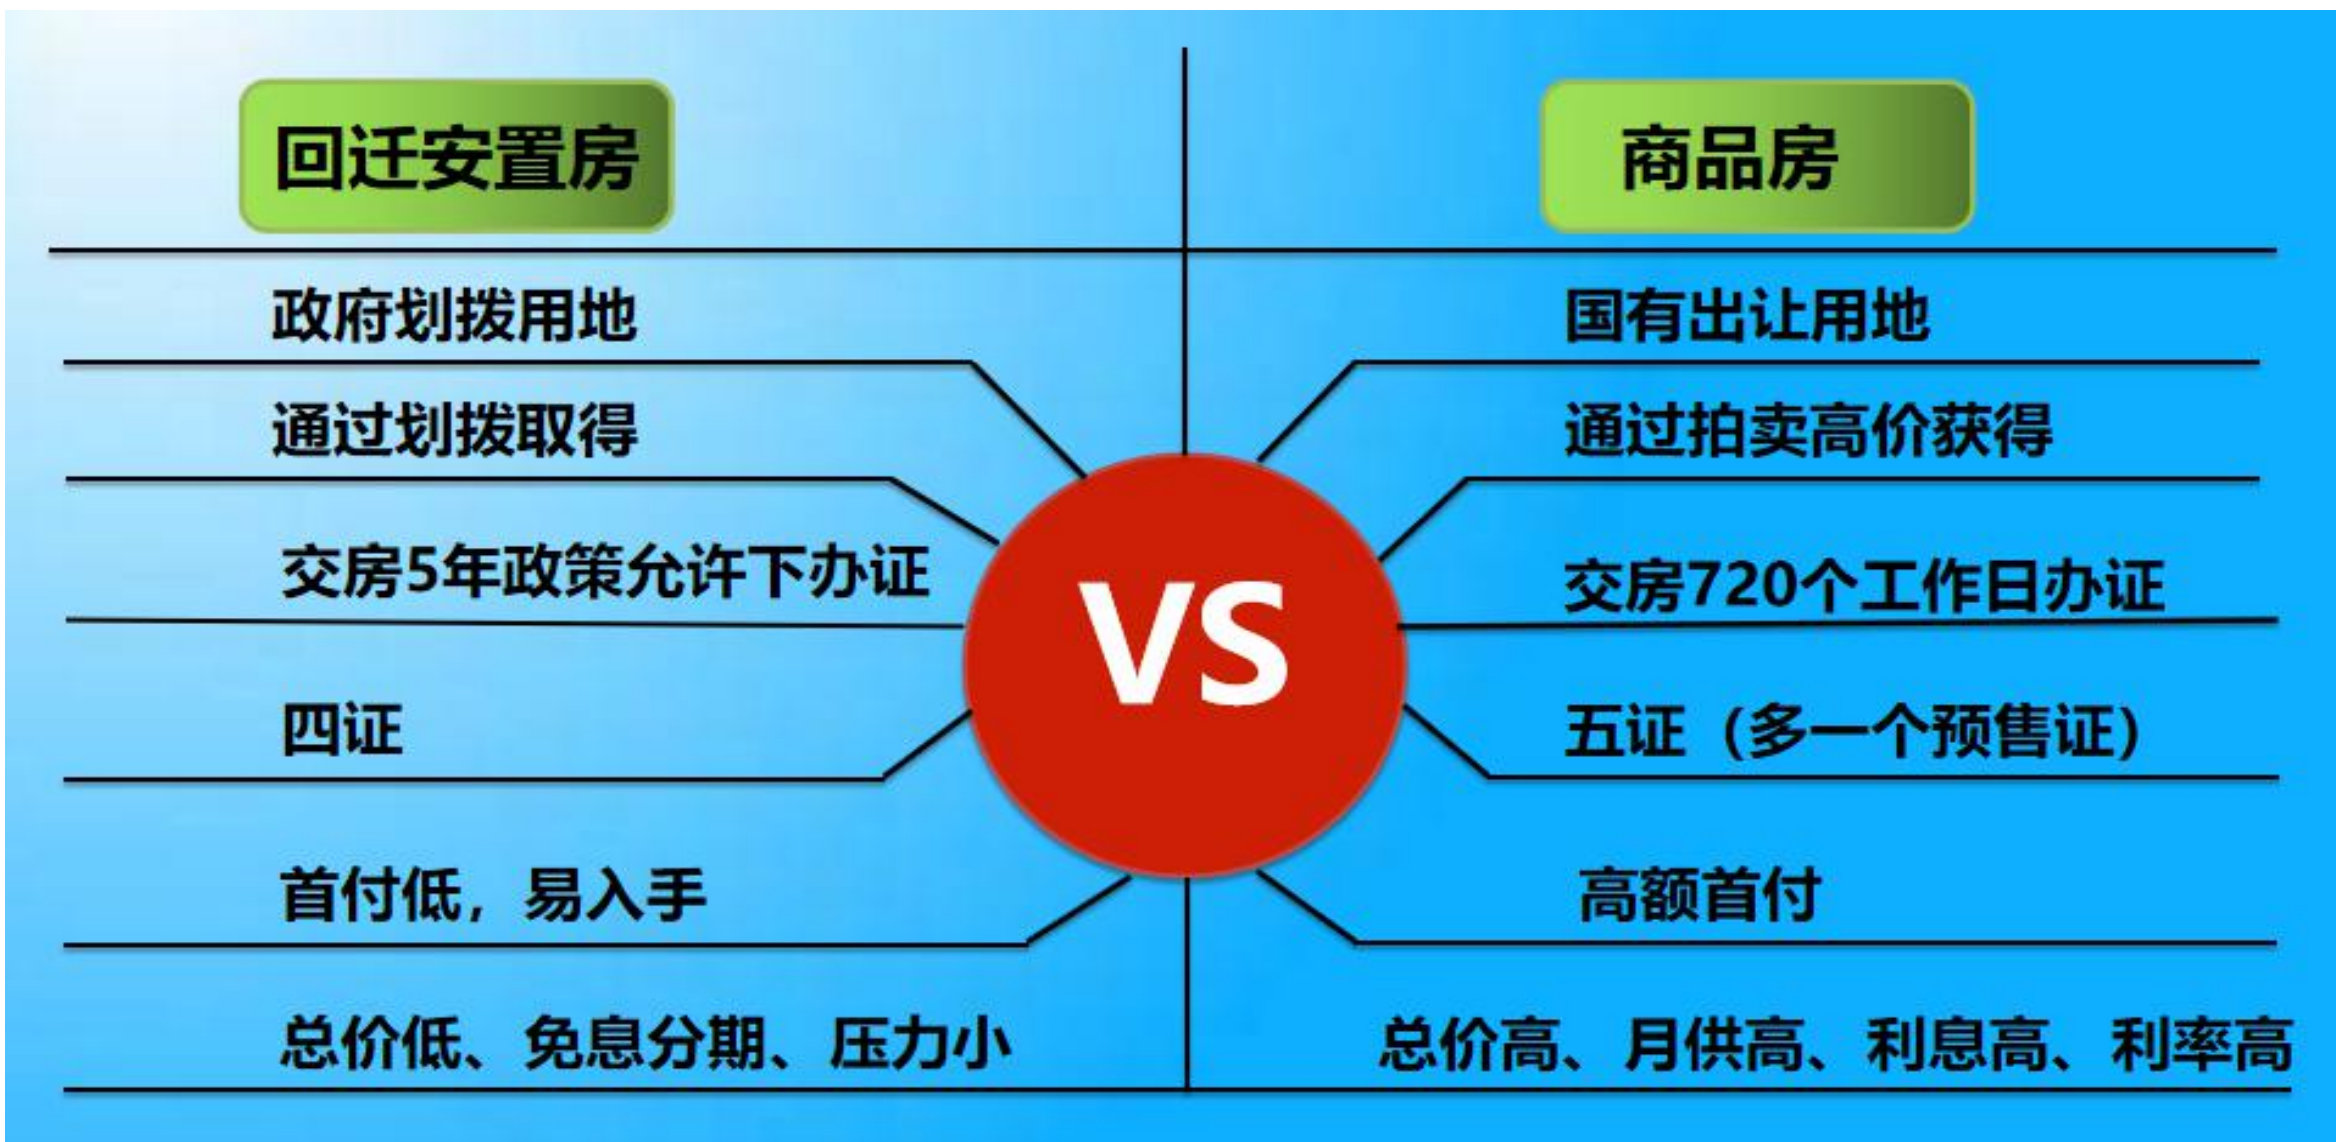 回迁安置房
商品房
政府划拨用地
国有出让用地
通过划拨取得
通过拍卖高价获得
交房5年政策允许下办证
交房720个工作日办证
VS
四证
五证（多一个预售证）
首付低，易入手
高额首付
总价低、免息分期、压力小
总价高、月供高、利息高、利率高